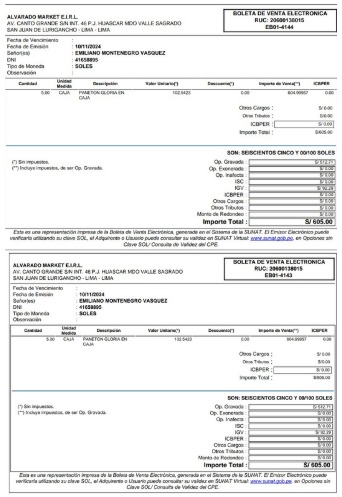 ALVARADO MARKET E.I.R.L.
AV. CANTO GRANDE S/N INT. 46 P.J. HUASCAR MDO VALLE SAGRADO
SAN JUAN DE LURIGANCHO - LIMA - LIMA
BOLETA DE VENTA ELECTRONICA
RUC: 20600138015
EB01-4144
Fecha de Vencimiento :
Fecha de Emisión : 10/11/2024
Señor(es) : EMILIANO MONTENEGRO VASQUEZ
DNI : 41658895
Tipo de Moneda : SOLES
Observación :
Cantidad Unidad Medida Descripción Valor Unitario(*) Descuento(*) Importe de Venta(**) ICBPER
5.00 CAJA PANETON GLORIA EN CAJA 102.5423 0.00 604.99957 0.00
Otros Cargos : S/ 0.00
Otros Tributos : S/0.00
ICBPER : S/ 0.00
Importe Total : S/605.00
SON: SEISCIENTOS CINCO Y 00/100 SOLES
(*) Sin impuestos.
(**) Incluye impuestos, de ser Op. Gravada.
Op. Gravada : S/ 512.71
Op. Exonerada : S/ 0.00
Op. Inafecta : S/ 0.00
ISC : S/ 0.00
IGV : S/ 92.29
ICBPER : S/ 0.00
Otros Cargos : S/ 0.00
Otros Tributos : S/ 0.00
Monto de Redondeo : S/ 0.00
Importe Total : S/ 605.00
Esta es una representación impresa de la Boleta de Venta Electrónica, generada en el Sistema de la SUNAT. El Emisor Electrónico puede
verificarla utilizando su clave SOL, el Adquirente o Usuario puede consultar su validez en SUNAT Virtual: www.sunat.gob.pe, en Opciones sin
Clave SOL/ Consulta de Validez del CPE.
ALVARADO MARKET E.I.R.L.
AV. CANTO GRANDE S/N INT. 46 P.J. HUASCAR MDO VALLE SAGRADO
SAN JUAN DE LURIGANCHO - LIMA - LIMA
BOLETA DE VENTA ELECTRONICA
RUC: 20600138015
EB01-4143
Fecha de Vencimiento :
Fecha de Emisión : 10/11/2024
Señor(es) : EMILIANO MONTENEGRO VASQUEZ
DNI : 41658895
Tipo de Moneda : SOLES
Observación :
Cantidad Unidad Medida Descripción Valor Unitario(*) Descuento(*) Importe de Venta(**) ICBPER
5.00 CAJA PANETON GLORIA EN CAJA 102.5423 0.00 604.99957 0.00
Otros Cargos : S/ 0.00
Otros Tributos : S/0.00
ICBPER : S/ 0.00
Importe Total : S/605.00
SON: SEISCIENTOS CINCO Y 00/100 SOLES
(*) Sin impuestos.
(**) Incluye impuestos, de ser Op. Gravada.
Op. Gravada : S/ 512.71
Op. Exonerada : S/ 0.00
Op. Inafecta : S/ 0.00
ISC : S/ 0.00
IGV : S/ 92.29
ICBPER : S/ 0.00
Otros Cargos : S/ 0.00
Otros Tributos : S/ 0.00
Monto de Redondeo : S/ 0.00
Importe Total : S/ 605.00
Esta es una representación impresa de la Boleta de Venta Electrónica, generada en el Sistema de la SUNAT. El Emisor Electrónico puede
verificarla utilizando su clave SOL, el Adquirente o Usuario puede consultar su validez en SUNAT Virtual: www.sunat.gob.pe, en Opciones sin
Clave SOL/ Consulta de Validez del CPE.